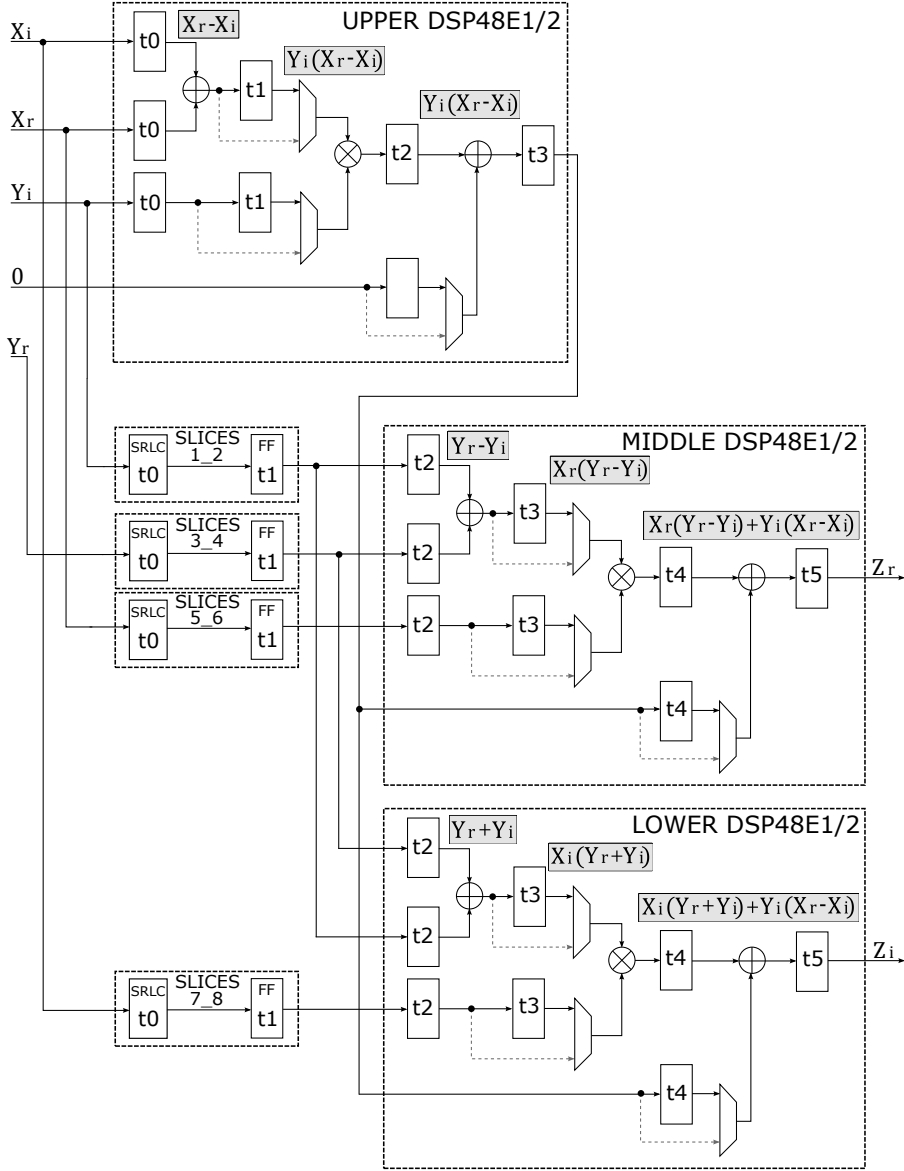 UPPER DSP48E1/2
Xi
t0
Xr-Xi
Yi(Xr-Xi)
t1
Yi(Xr-Xi)
Xr
t0
t2
t3
Yi
t0
t1
0
Yr
SRLC
t0
SLICES
1_2
FF
t1
SRLC
t0
SLICES
3_4
FF
t1
SRLC
t0
SLICES
5_6
FF
t1
MIDDLE DSP48E1/2
t2
Yr-Yi
Xr(Yr-Yi)
t3
Xr(Yr-Yi)+Yi(Xr-Xi)
t2
t4
t5
Zr
t2
t3
t4
LOWER DSP48E1/2
t2
Yr+Yi
Xi(Yr+Yi)
t3
Xi(Yr+Yi)+Yi(Xr-Xi)
t2
t4
t5
Zi
SRLC
t0
SLICES
7_8
FF
t1
t2
t3
t4